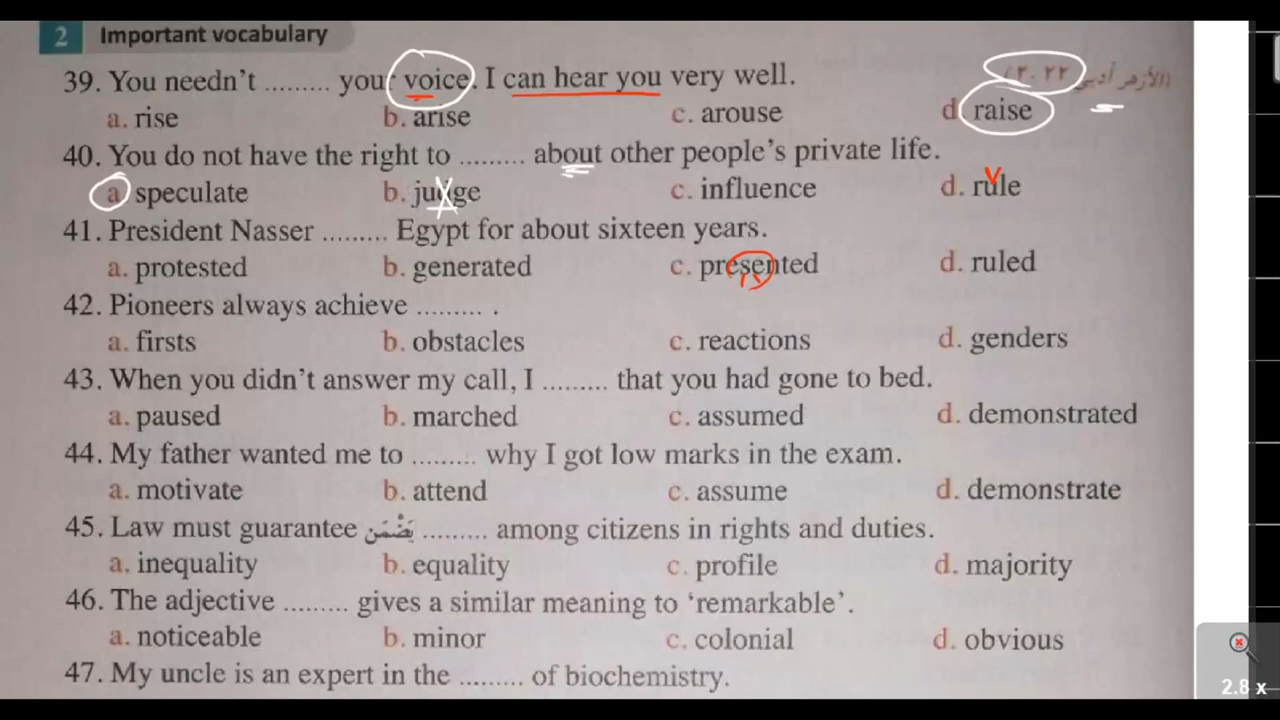 2 Important vocabulary
39. You needn't ......... your voice. I can hear you very well. (الأزهر أدبي ٢٠٢٢)
a. rise b. arise c. arouse d. raise
40. You do not have the right to ......... about other people's private life.
a. speculate b. judge c. influence d. rule
41. President Nasser ......... Egypt for about sixteen years.
a. protested b. generated c. presented d. ruled
42. Pioneers always achieve ......... .
a. firsts b. obstacles c. reactions d. genders
43. When you didn't answer my call, I ......... that you had gone to bed.
a. paused b. marched c. assumed d. demonstrated
44. My father wanted me to ......... why I got low marks in the exam.
a. motivate b. attend c. assume d. demonstrate
45. Law must guarantee يَضْمَن ......... among citizens in rights and duties.
a. inequality b. equality c. profile d. majority
46. The adjective ......... gives a similar meaning to 'remarkable'.
a. noticeable b. minor c. colonial d. obvious
47. My uncle is an expert in the ......... of biochemistry.
2.8 x